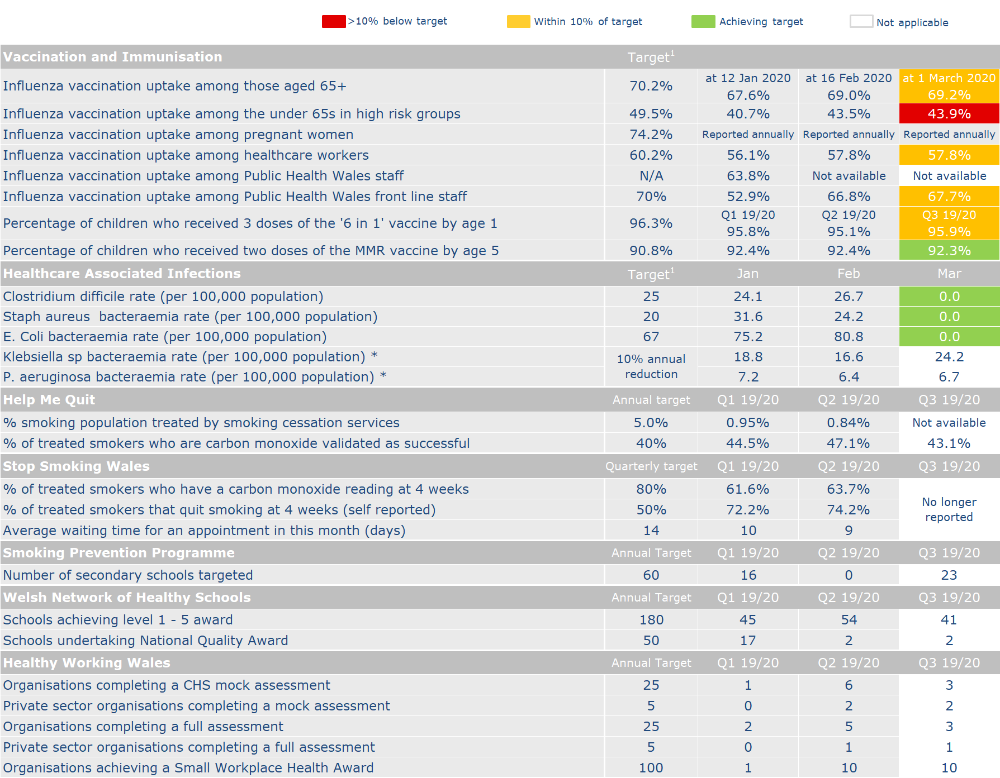 >10% below target Within 10% of target Achieving target Not applicable
Vaccination and Immunisation Target1
Influenza vaccination uptake among those aged 65+ 70.2% at 12 Jan 2020 67.6% at 16 Feb 2020 69.0% at 1 March 2020 69.2%
Influenza vaccination uptake among the under 65s in high risk groups 49.5% 40.7% 43.5% 43.9%
Influenza vaccination uptake among pregnant women 74.2% Reported annually Reported annually Reported annually
Influenza vaccination uptake among healthcare workers 60.2% 56.1% 57.8% 57.8%
Influenza vaccination uptake among Public Health Wales staff N/A 63.8% Not available Not available
Influenza vaccination uptake among Public Health Wales front line staff 70% 52.9% 66.8% 67.7%
Percentage of children who received 3 doses of the '6 in 1' vaccine by age 1 96.3% Q1 19/20 95.8% Q2 19/20 95.1% Q3 19/20 95.9%
Percentage of children who received two doses of the MMR vaccine by age 5 90.8% 92.4% 92.4% 92.3%
Healthcare Associated Infections Target1 Jan Feb Mar
Clostridium difficile rate (per 100,000 population) 25 24.1 26.7 0.0
Staph aureus  bacteraemia rate (per 100,000 population) 20 31.6 24.2 0.0
E. Coli bacteraemia rate (per 100,000 population) 67 75.2 80.8 0.0
Klebsiella sp bacteraemia rate (per 100,000 population) * 10% annual reduction 18.8 16.6 24.2
P. aeruginosa bacteraemia rate (per 100,000 population) * 7.2 6.4 6.7
Help Me Quit Annual target Q1 19/20 Q2 19/20 Q3 19/20
% smoking population treated by smoking cessation services 5.0% 0.95% 0.84% Not available
% of treated smokers who are carbon monoxide validated as successful 40% 44.5% 47.1% 43.1%
Stop Smoking Wales Quarterly target Q1 19/20 Q2 19/20 Q3 19/20
% of treated smokers who have a carbon monoxide reading at 4 weeks 80% 61.6% 63.7% No longer reported
% of treated smokers that quit smoking at 4 weeks (self reported) 50% 72.2% 74.2%
Average waiting time for an appointment in this month (days) 14 10 9
Smoking Prevention Programme Annual Target Q1 19/20 Q2 19/20 Q3 19/20
Number of secondary schools targeted 60 16 0 23
Welsh Network of Healthy Schools Annual Target Q1 19/20 Q2 19/20 Q3 19/20
Schools achieving level 1 - 5 award 180 45 54 41
Schools undertaking National Quality Award 50 17 2 2
Healthy Working Wales Annual Target Q1 19/20 Q2 19/20 Q3 19/20
Organisations completing a CHS mock assessment 25 1 6 3
Private sector organisations completing a mock assessment 5 0 2 2
Organisations completing a full assessment 25 2 5 3
Private sector organisations completing a full assessment 5 0 1 1
Organisations achieving a Small Workplace Health Award 100 1 10 10